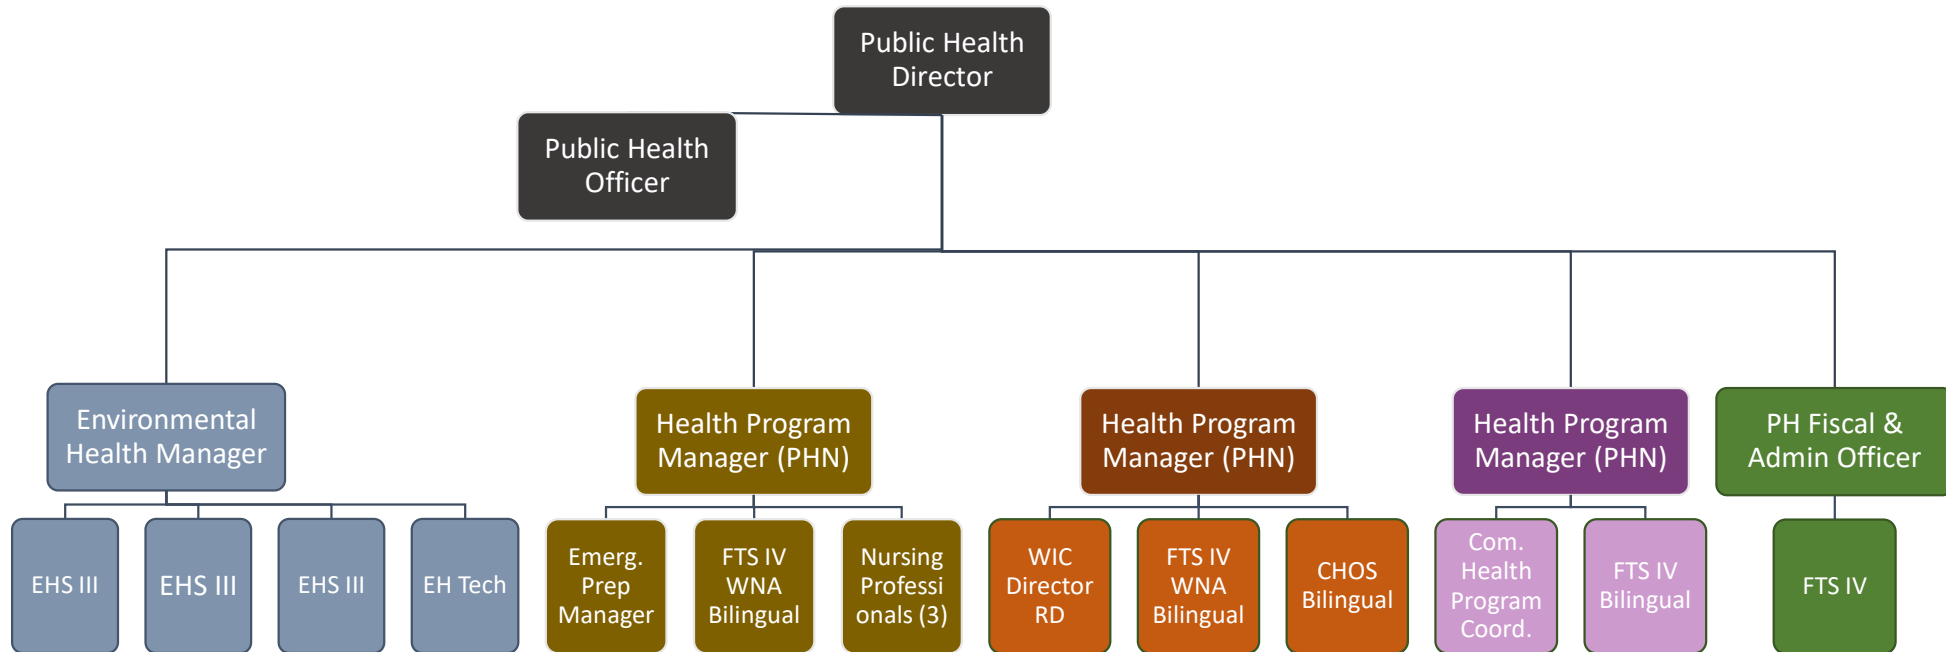 Public Health
Director
Public Health
Officer
Environmental
Health Manager
Health Program
Manager (PHN)
Health Program
Manager (PHN)
Health Program
Manager (PHN)
PH Fiscal &
Admin Officer
EHS III
EHS III
EHS III
EH Tech
Emerg.
Prep
Manager
FTS IV
WNA
Bilingual
Nursing
Professi
onals (3)
WIC
Director
RD
FTS IV
WNA
Bilingual
CHOS
Bilingual
Com.
Health
Program
Coord.
FTS IV
Bilingual
FTS IV